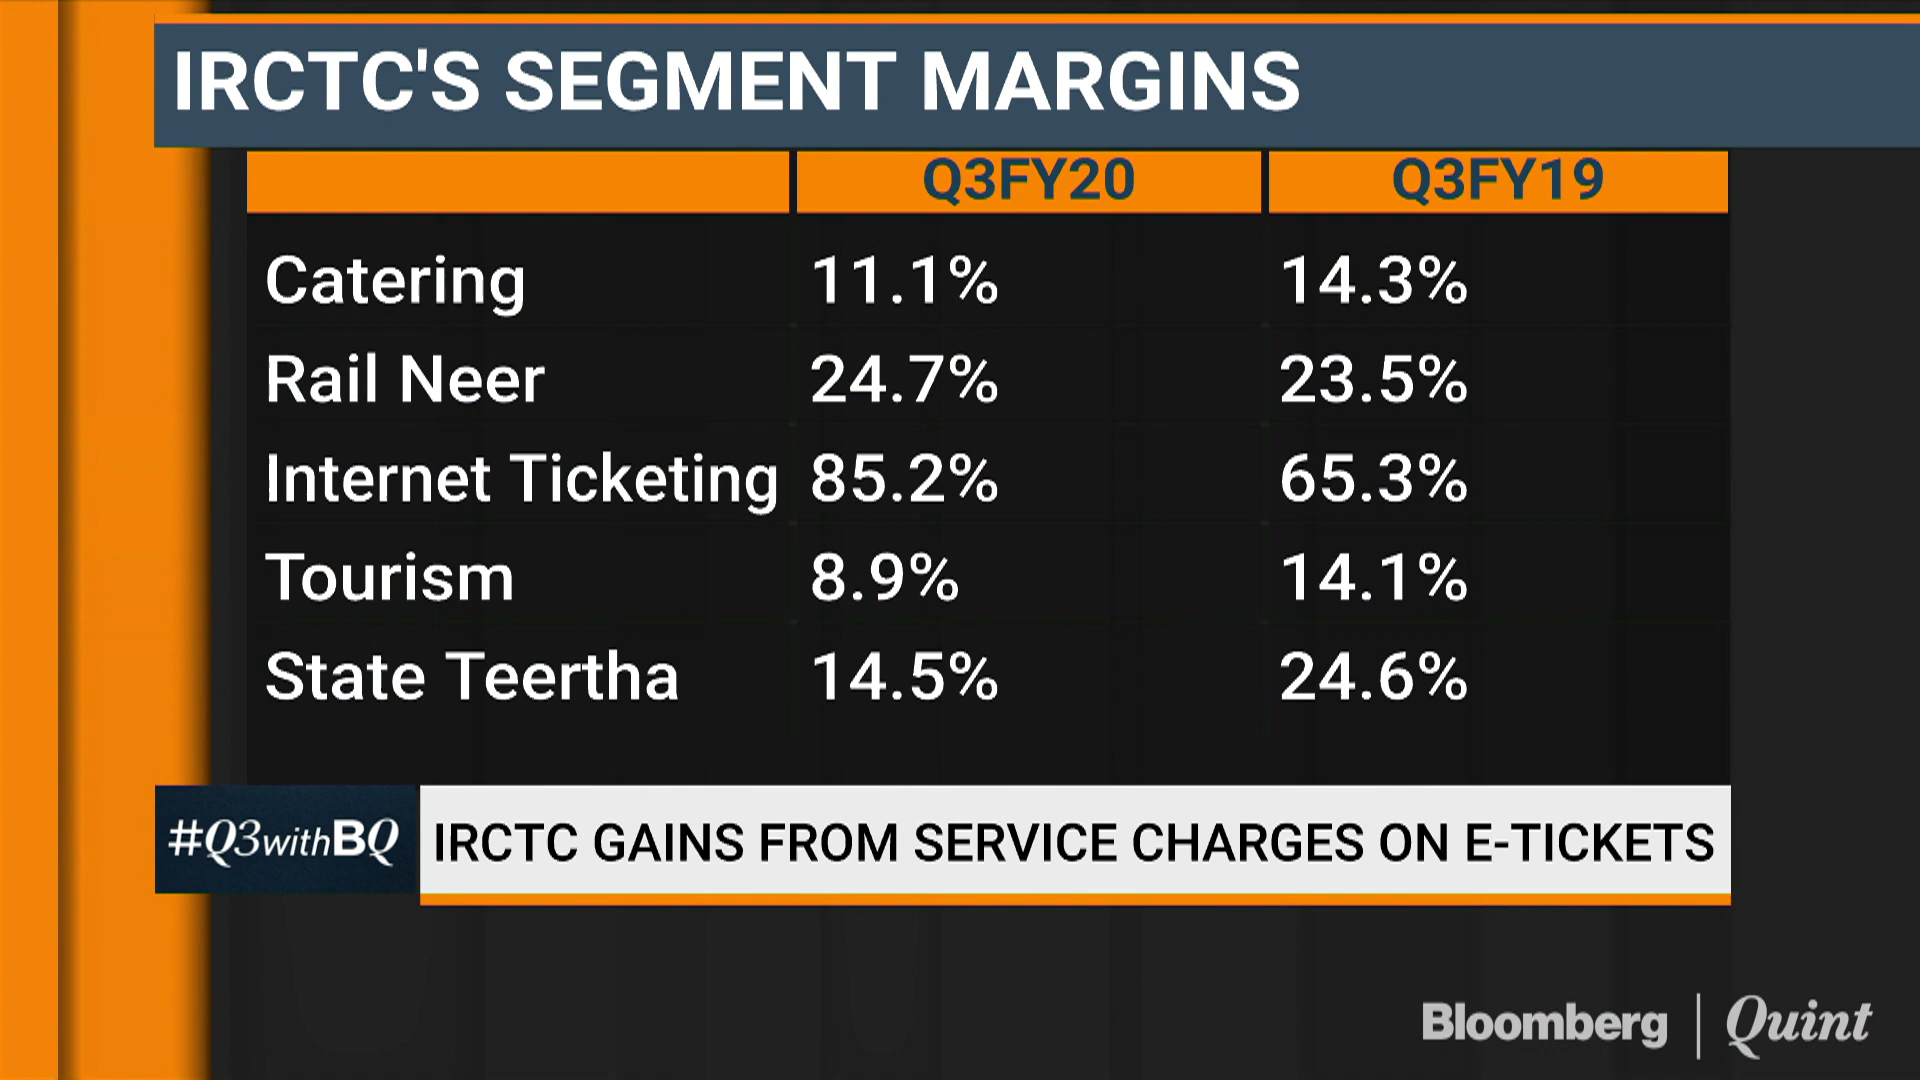 IRCTC'S SEGMENT MARGINS
Q3FY20 Q3FY19
Catering 11.1% 14.3%
Rail Neer 24.7% 23.5%
Internet Ticketing 85.2% 65.3%
Tourism 8.9% 14.1%
State Teertha 14.5% 24.6%
#Q3withBQ IRCTC GAINS FROM SERVICE CHARGES ON E-TICKETS
Bloomberg | Quint